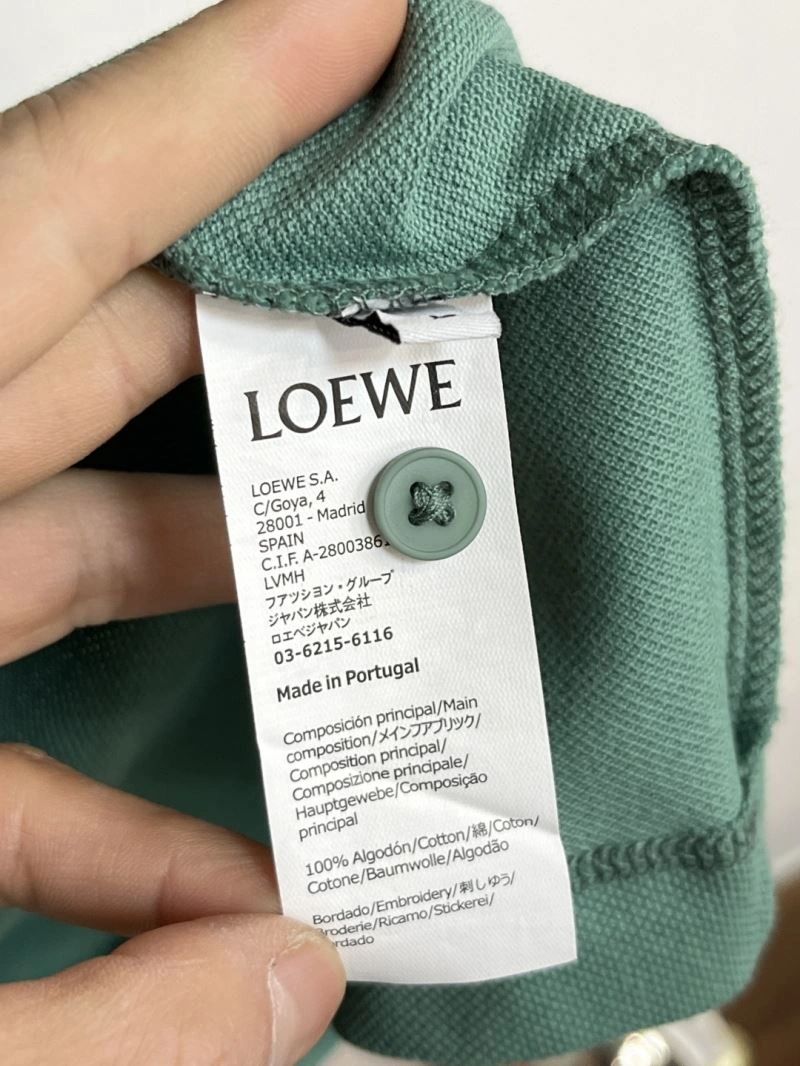 LOEWE
LOEWE S.A.
C/Goya, 4
28001 - Madrid
SPAIN
C.I.F. A-2800386
LVMH
フアツション・グループ
ジャパン株式会社
ロエベジャパン
03-6215-6116
Made in Portugal
Composición principal/Main
composition/メインファブリック/
Composition principal/
Composizione principale/
Hauptgewebe/Composição
principal
100% Algodón/Cotton/綿/Coton/
Cotone/Baumwolle/Algodão
Bordado/Embroidery/刺しゅう/
Broderie/Ricamo/Stickerei/
ordado